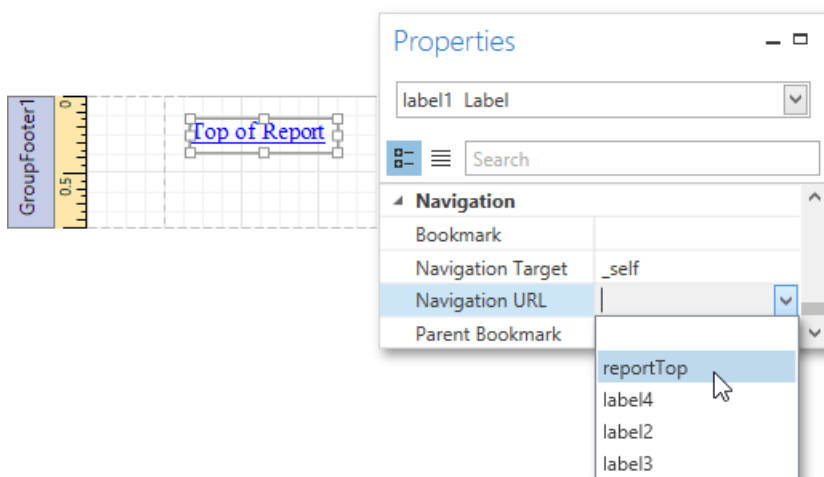 Properties
label1 Label
Search
Navigation
Bookmark
Navigation Target _self
Navigation URL
Parent Bookmark
reportTop
label4
label2
label3
GroupFooter1
0
0.5
Top of Report